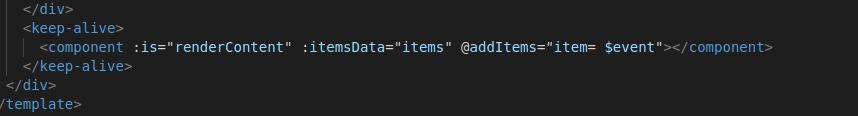 </div>
<keep-alive>
<component :is="renderContent" :itemsData="items" @addItems="item= $event"></component>
</keep-alive>
</div>
/template>